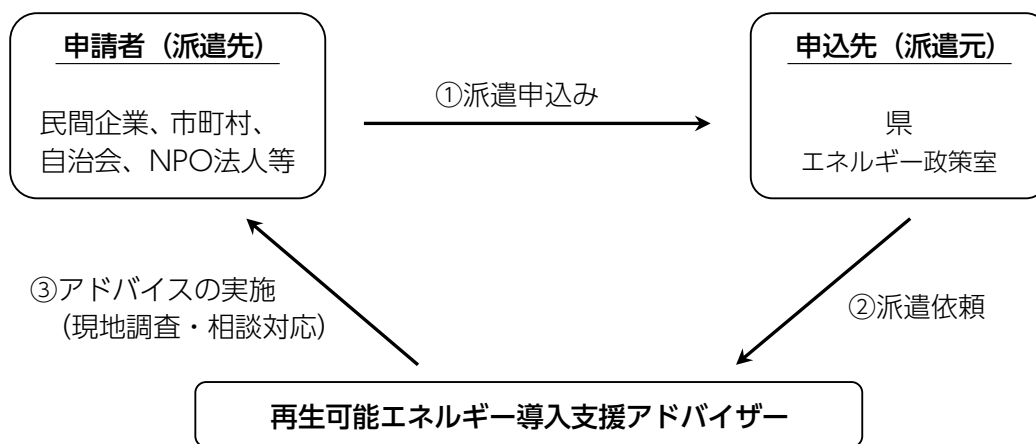 申請者（派遣先）
民間企業、市町村、
自治会、NPO法人等
①派遣申込み
申込先（派遣元）
県
エネルギー政策室
②派遣依頼
③アドバイスの実施
（現地調査・相談対応）
再生可能エネルギー導入支援アドバイザー